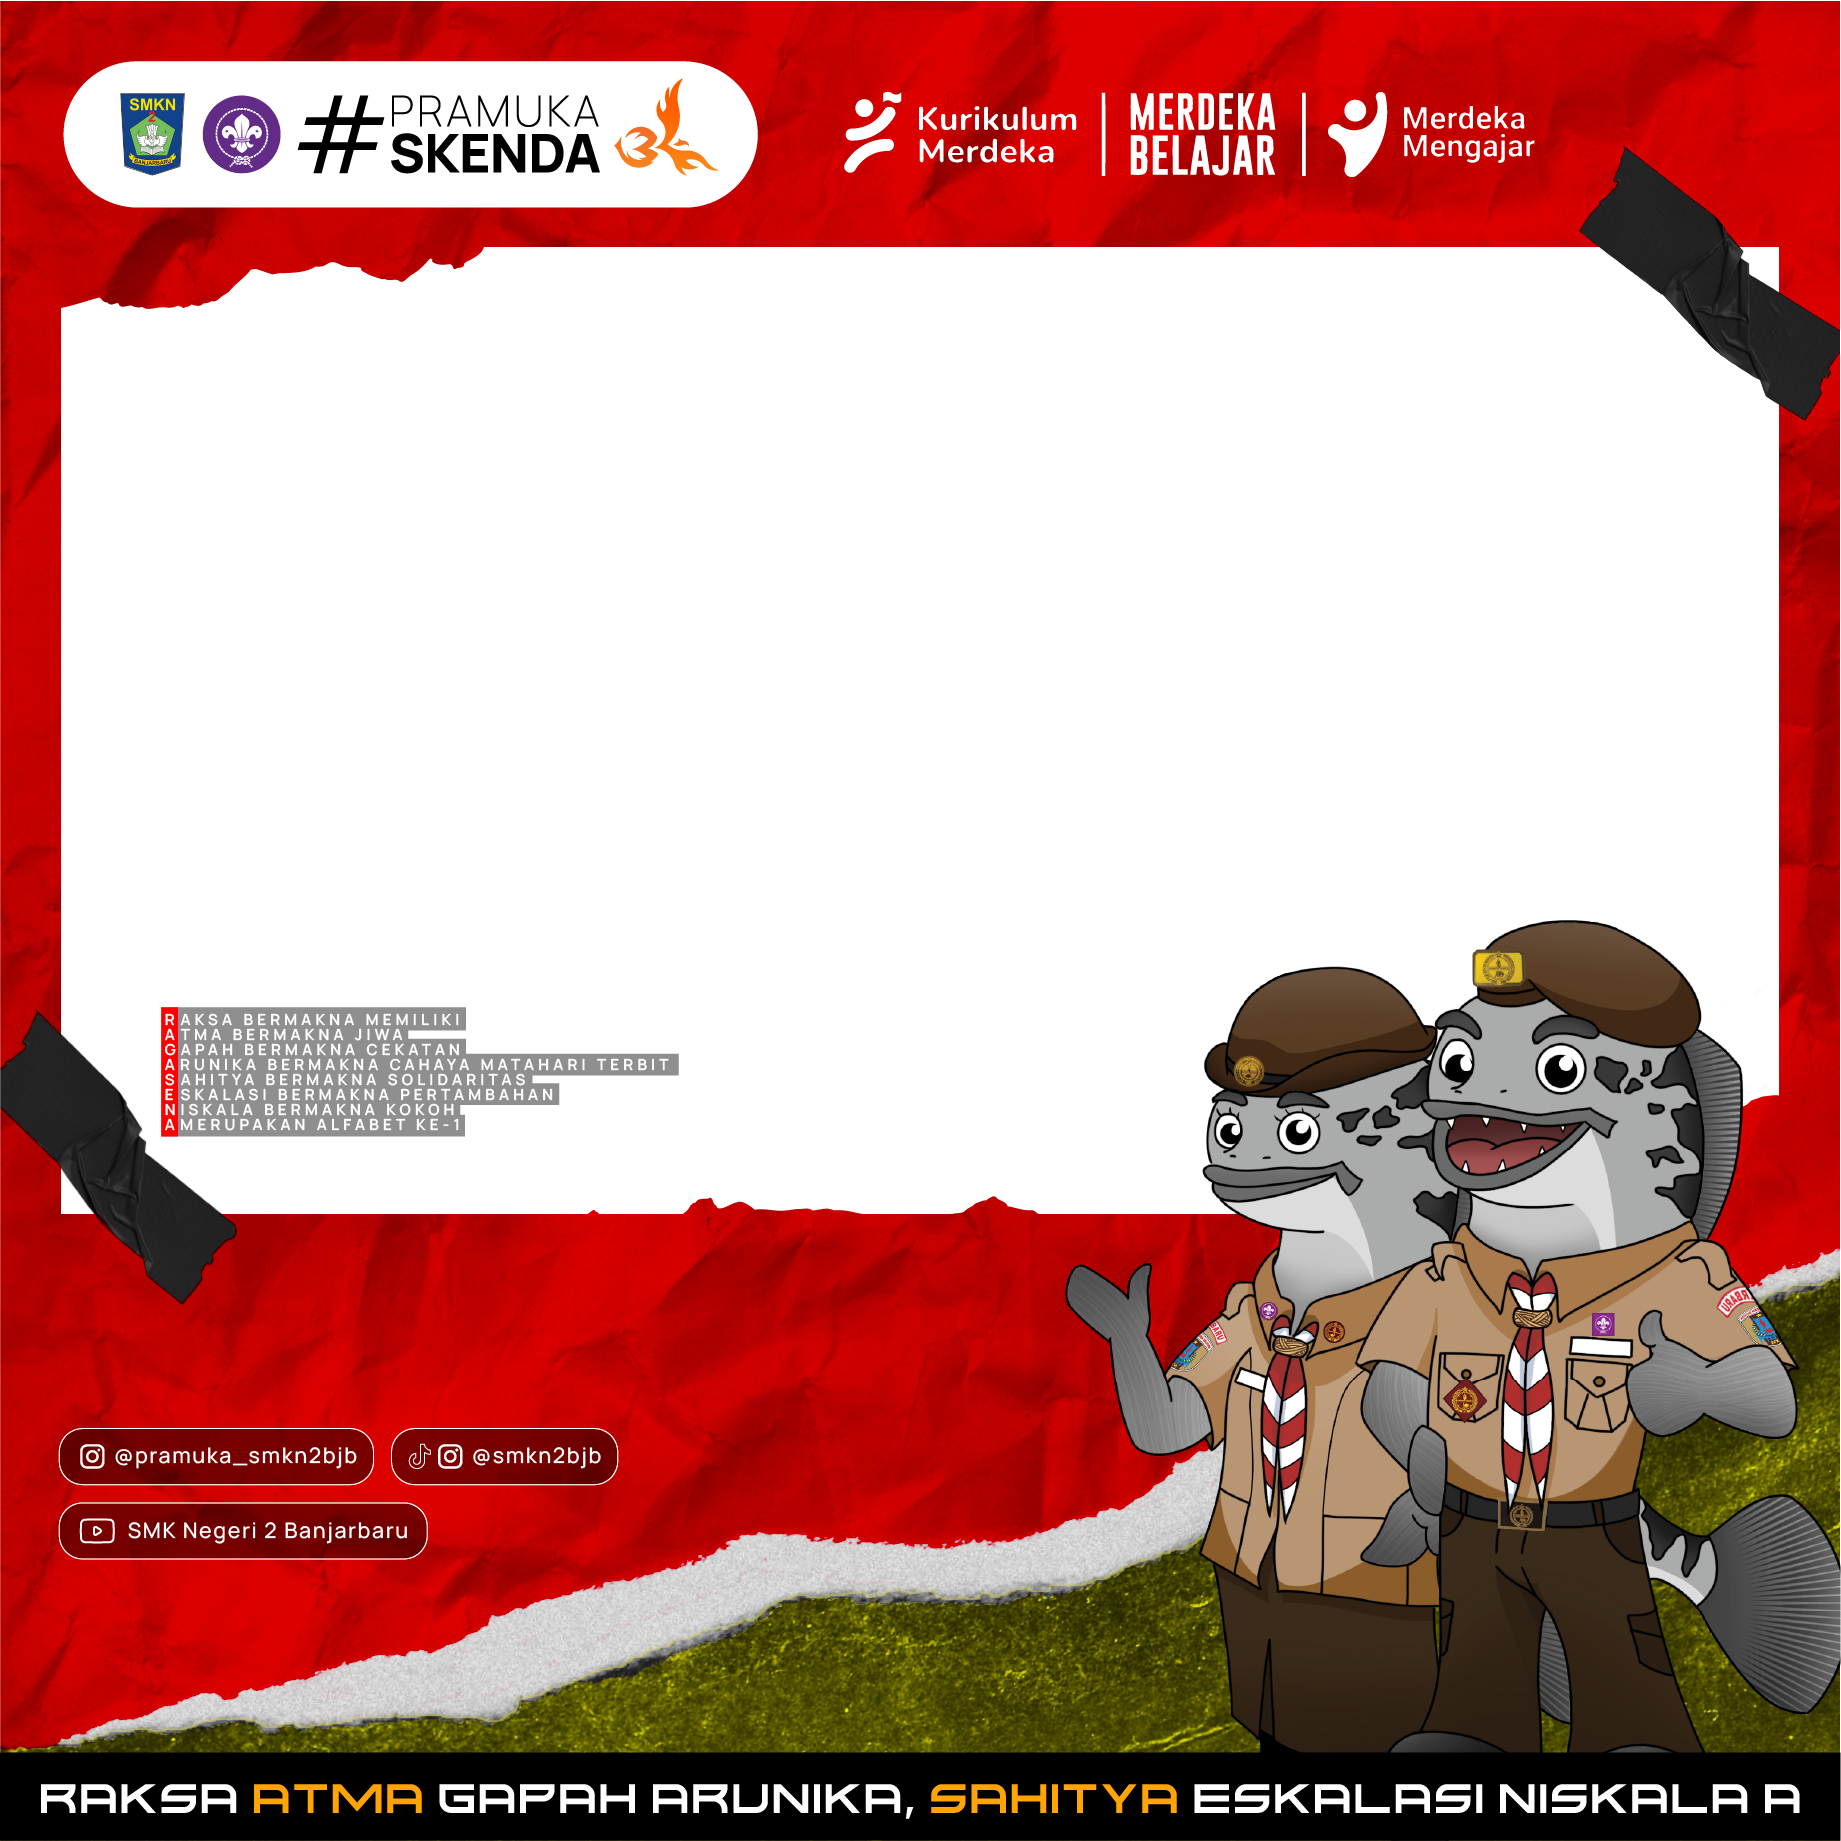 SMKN
2
BANJARBARU
#PRAMUKA
SKENDA
Kurikulum
Merdeka
MERDEKA
BELAJAR
Merdeka
Mengajar
RAKSA BERMAKNA MEMILIKI
ATMA BERMAKNA JIWA
GAPAH BERMAKNA CEKATAN
ARUNIKA BERMAKNA CAHAYA MATAHARI TERBIT
SAHITYA BERMAKNA SOLIDARITAS
ESKALASI BERMAKNA PERTAMBAHAN
NISKALA BERMAKNA KOKOH
A MERUPAKAN ALFABET KE-1
@pramuka_smkn2bjb
@smkn2bjb
SMK Negeri 2 Banjarbaru
RAKSA ATMA GAPAH ARUNIKA, SAHITYA ESKALASI NISKALA A